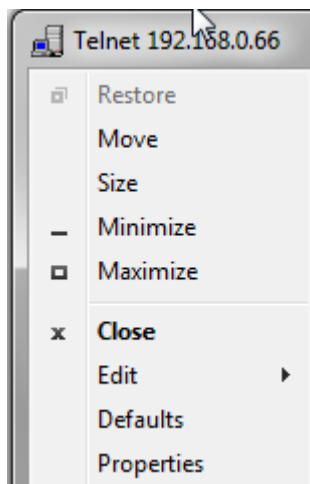 Telnet 192.168.0.66
Restore
Move
Size
Minimize
Maximize
Close
Edit
Defaults
Properties